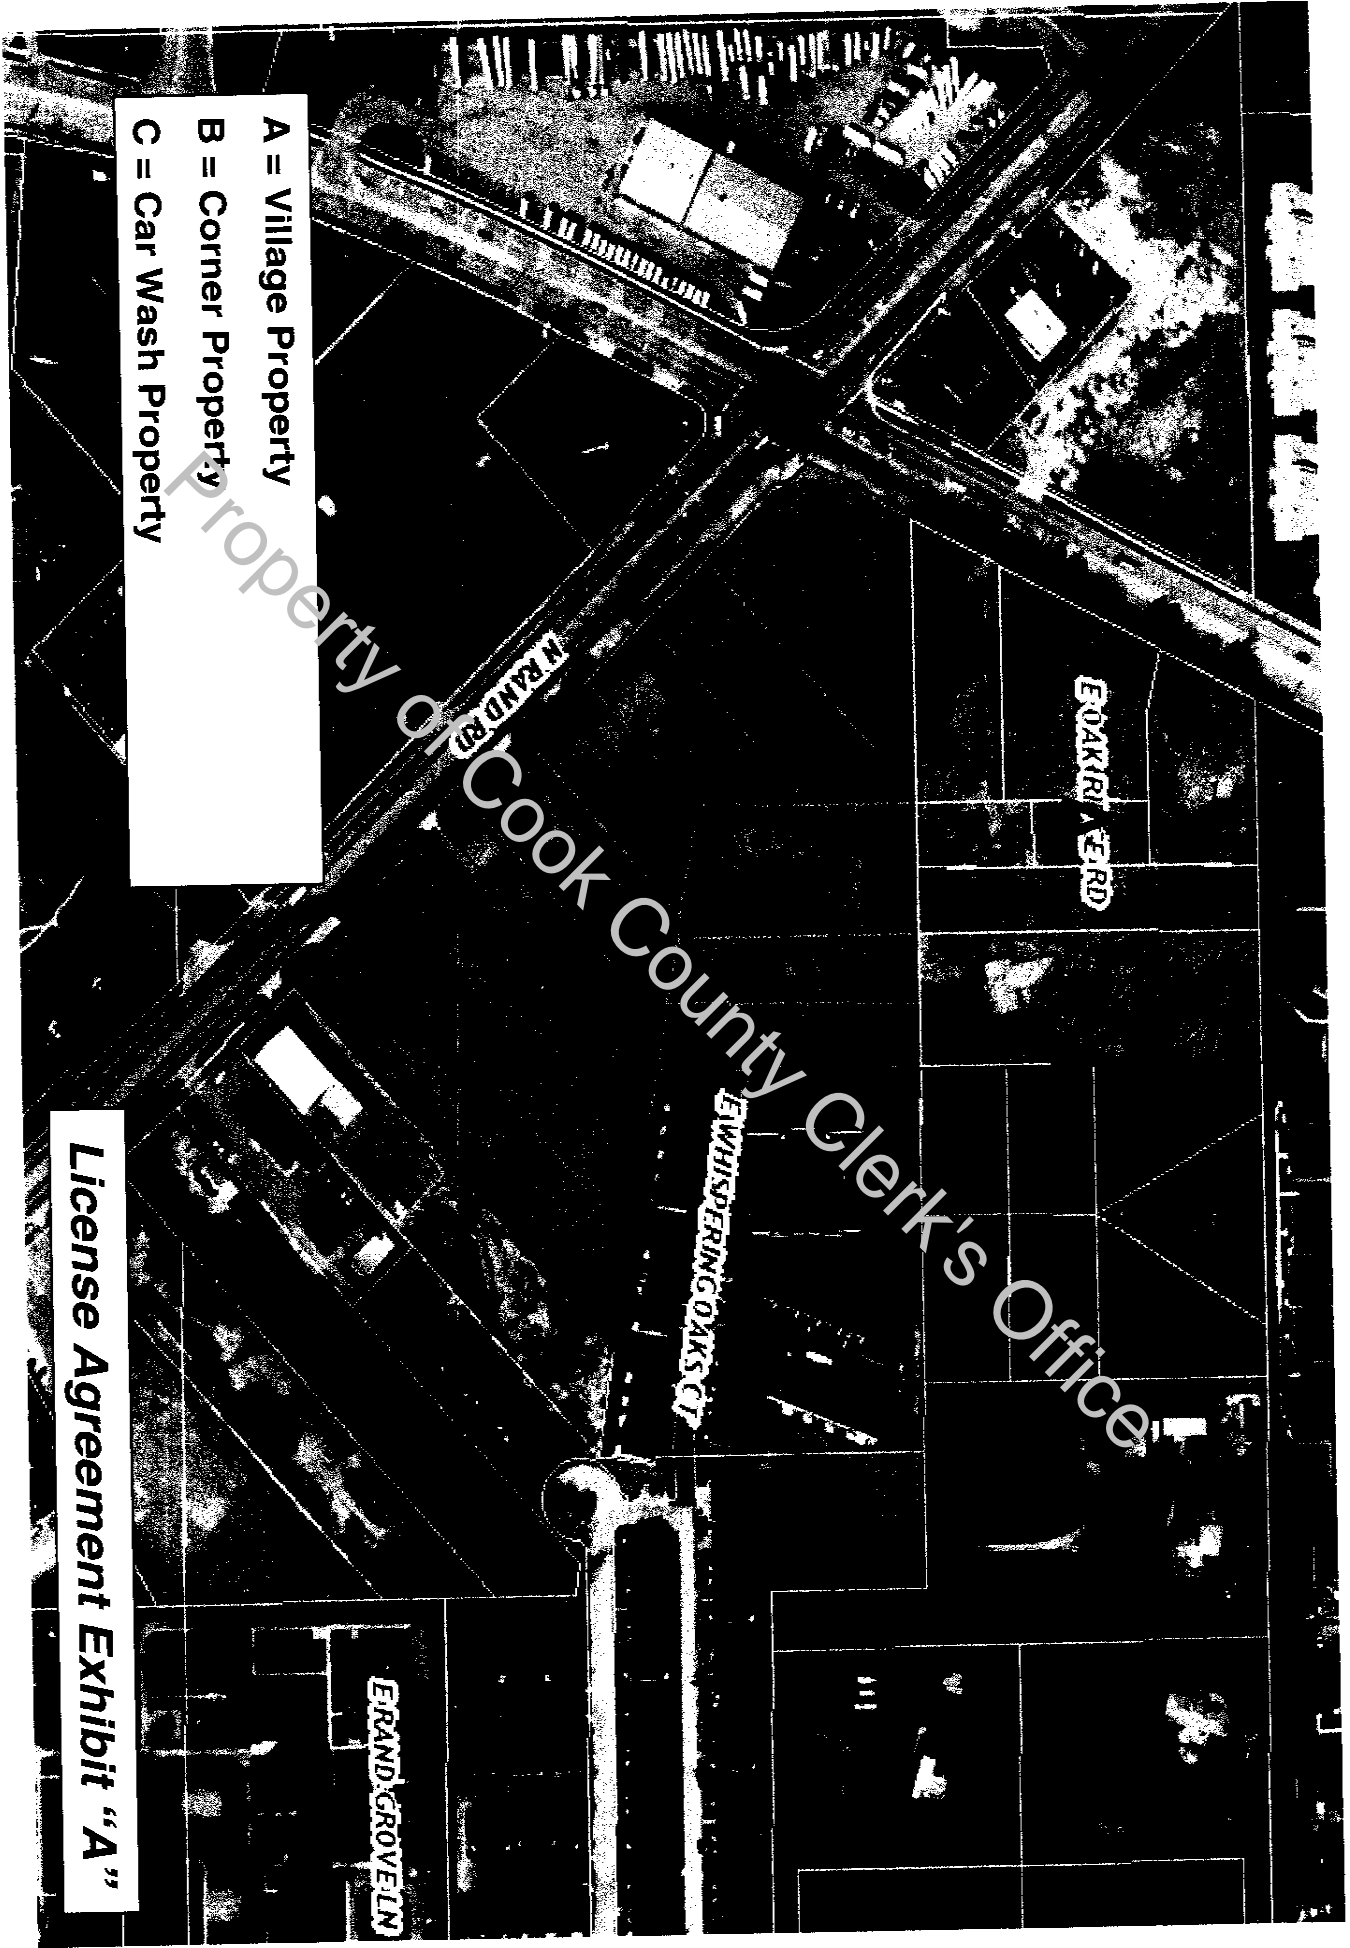 A = Village Property
B = Corner Property
C = Car Wash Property
N RAND RD
E OAK RD
E WHISPERING OAKS CT
E RAND GROVE LN
License Agreement Exhibit “A”
Property of Cook County Clerk's Office